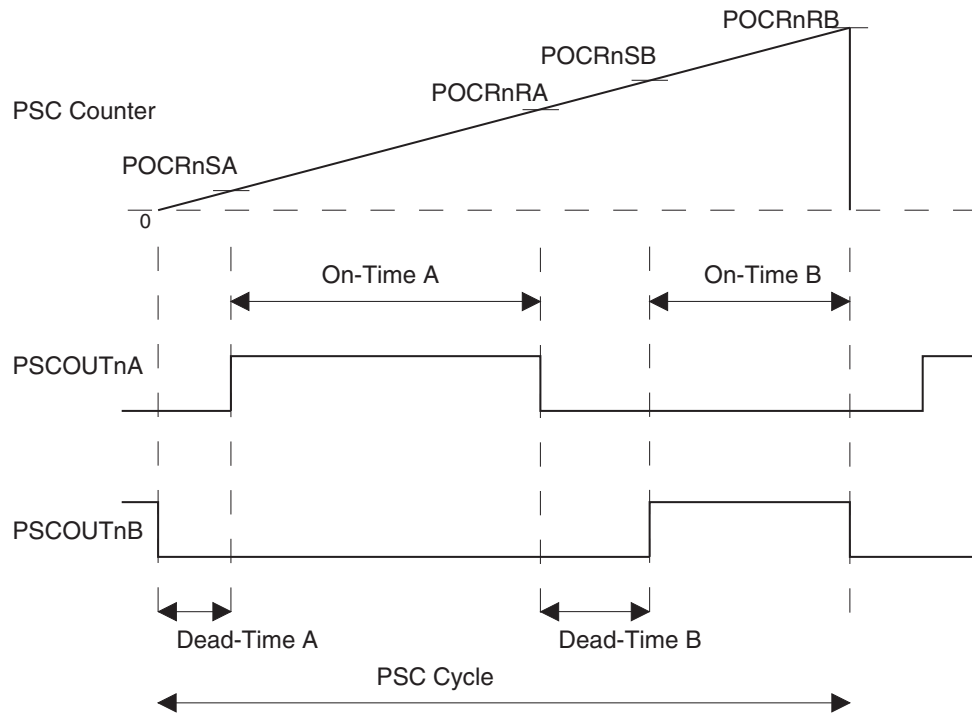 POCRnRB
POCRnSB
POCRnRA
PSC Counter
POCRnSA
0
On-Time A
On-Time B
PSCOUTnA
PSCOUTnB
Dead-Time A
Dead-Time B
PSC Cycle